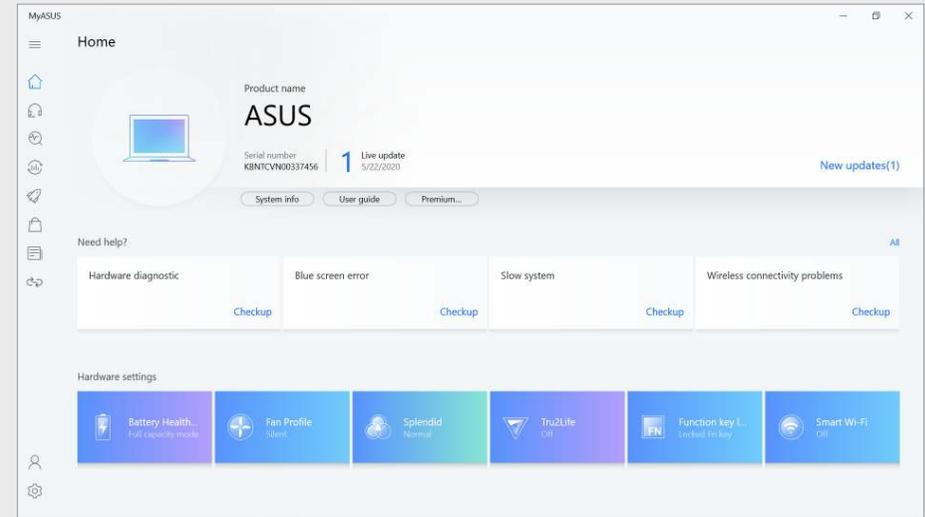 MyASUS
Home
Product name
ASUS
Serial number
KBNTCVN00337456
1
Live update
5/22/2020
New updates(1)
System info
User guide
Premium...
Need help?
All
Hardware diagnostic
Checkup
Blue screen error
Checkup
Slow system
Checkup
Wireless connectivity problems
Checkup
Hardware settings
Battery Health...
Full capacity mode
Fan Profile
Silent
Splendid
Normal
Tru2Life
Off
FN
Function key l...
Locked Fn key
Smart Wi-Fi
Off